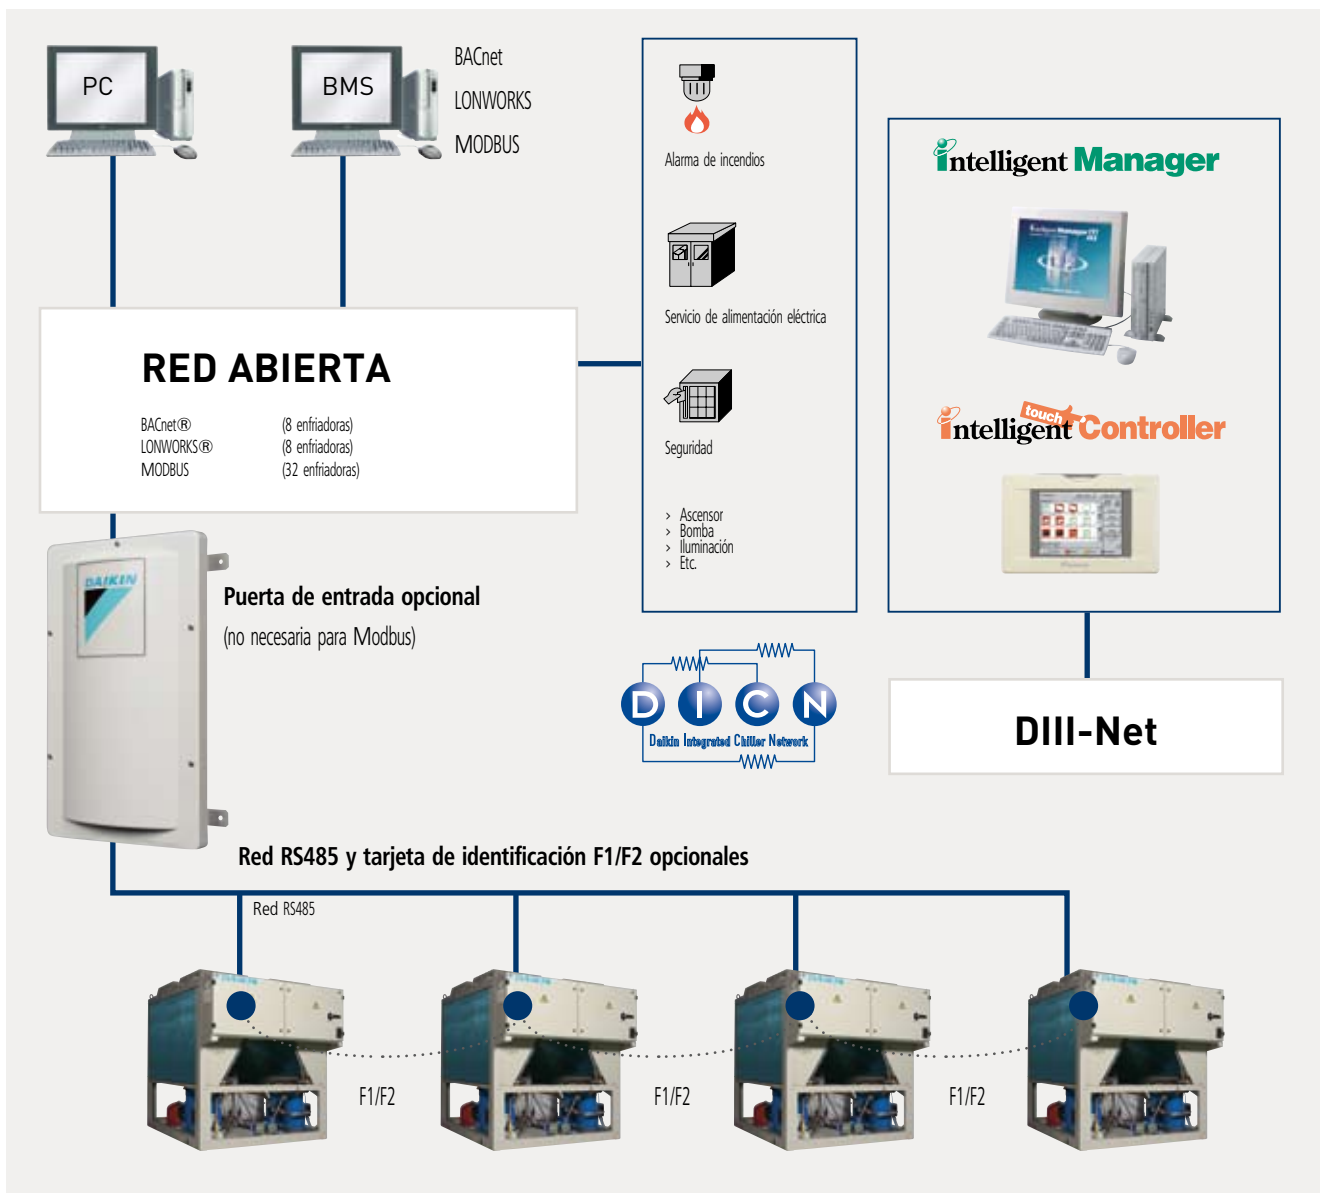 PC
BMS
BACnet
LONWORKS
MODBUS
Alarma de incendios
Servicio de alimentación eléctrica
Seguridad
› Ascensor
› Bomba
› Iluminación
› Etc.
intelligent Manager
intelligent touch Controller
RED ABIERTA
BACnet® (8 enfriadoras)
LONWORKS® (8 enfriadoras)
MODBUS (32 enfriadoras)
DAIKIN
Puerta de entrada opcional
(no necesaria para Modbus)
D I C N
Daikin Integrated Chiller Network
DIII-Net
Red RS485 y tarjeta de identificación F1/F2 opcionales
Red RS485
F1/F2
F1/F2
F1/F2